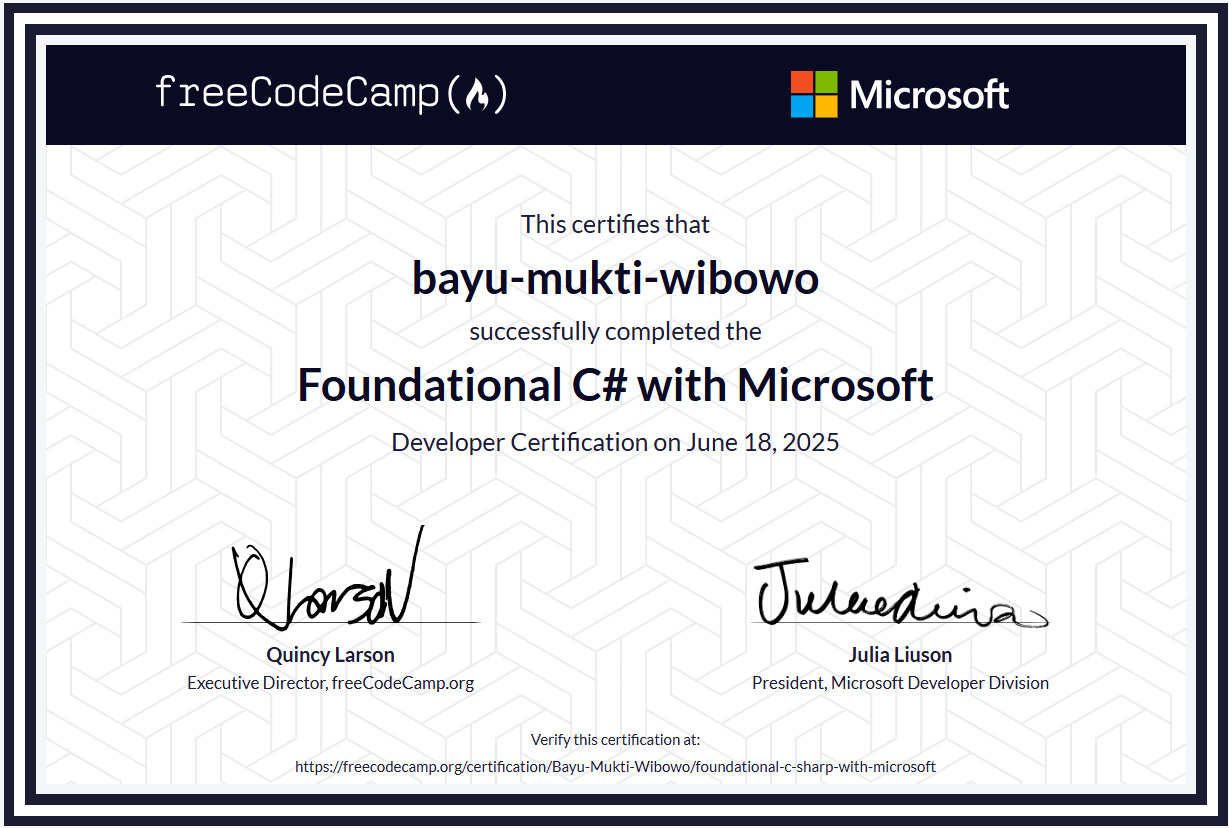 freeCodeCamp(🔥)
Microsoft
This certifies that
bayu-mukti-wibowo
successfully completed the
Foundational C# with Microsoft
Developer Certification on June 18, 2025
Quincy Larson
Executive Director, freeCodeCamp.org
Julia Liuson
President, Microsoft Developer Division
Verify this certification at:
https://freecodecamp.org/certification/Bayu-Mukti-Wibowo/foundational-c-sharp-with-microsoft